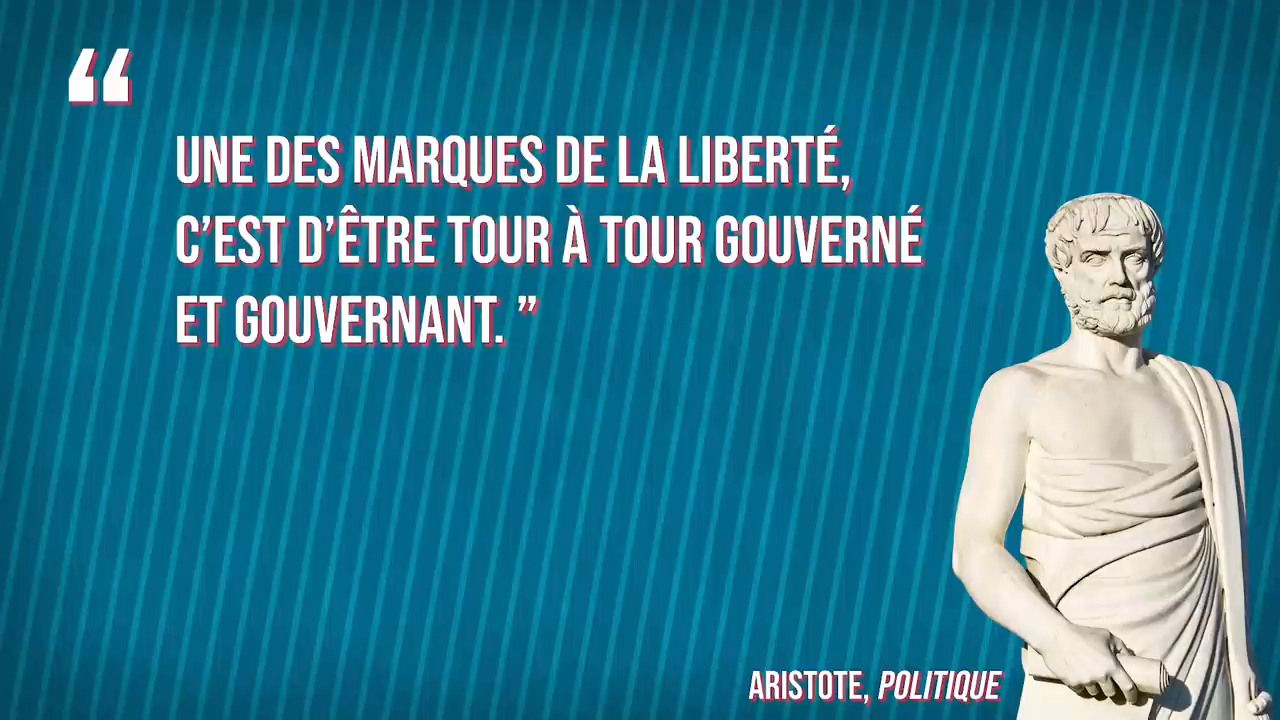 “
UNE DES MARQUES DE LA LIBERTÉ,
C’EST D’ÊTRE TOUR À TOUR GOUVERNÉ
ET GOUVERNANT. ”
ARISTOTE, POLITIQUE